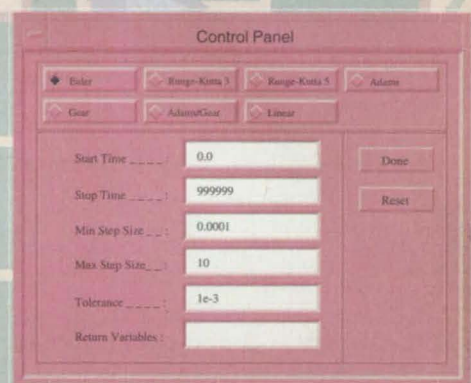 Control Panel
Euler Runge-Kutta 3 Runge-Kutta 5 Adams
Gear Adams/Gear Linear
Start Time _ _ _ _ : 0.0 Done
Stop Time _ _ _ _ : 999999 Reset
Min Step Size _ _ : 0.0001
Max Step Size _ _ : 10
Tolerance _ _ _ _ : 1e-3
Return Variables :